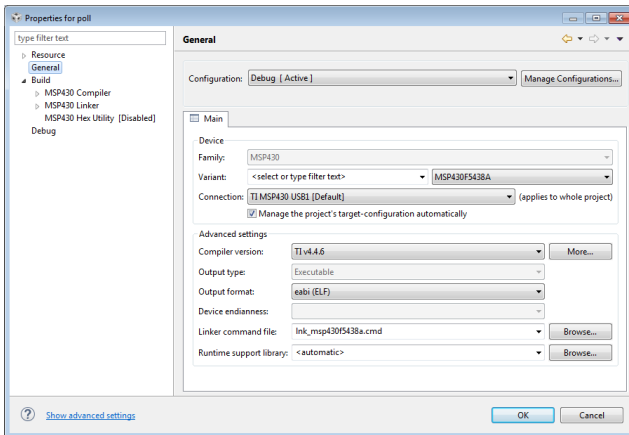 Properties for poll
type filter text
General
Resource
General
Build
MSP430 Compiler
MSP430 Linker
MSP430 Hex Utility [Disabled]
Debug
Configuration: Debug [ Active ] Manage Configurations...
Main
Device
Family: MSP430
Variant: <select or type filter text> MSP430F5438A
Connection: TI MSP430 USB1 [Default] (applies to whole project)
Manage the project's target-configuration automatically
Advanced settings
Compiler version: TI v4.4.6 More...
Output type: Executable
Output format: eabi (ELF)
Device endianness:
Linker command file: lnk_msp430f5438a.cmd Browse...
Runtime support library: <automatic> Browse...
? Show advanced settings OK Cancel